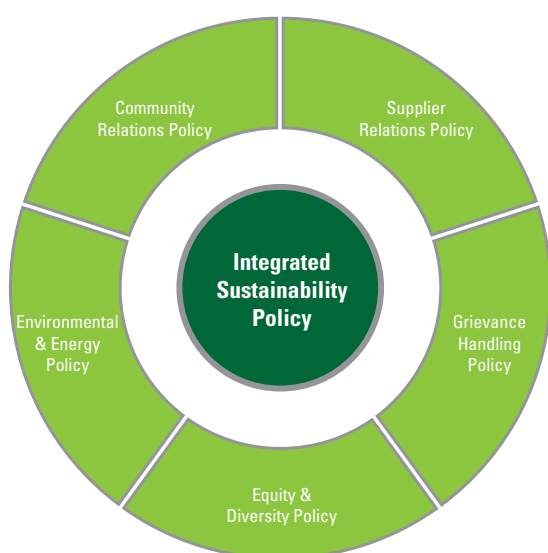 Community
Relations Policy
Supplier
Relations Policy
Integrated
Sustainability
Policy
Environmental
& Energy
Policy
Grievance
Handling
Policy
Equity &
Diversity Policy